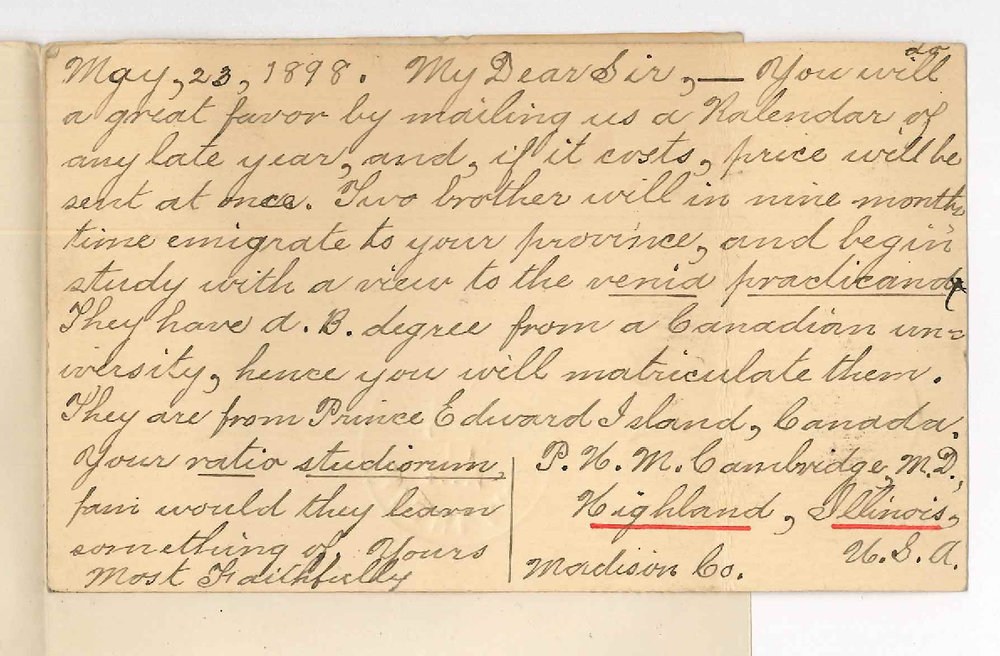 do
May, 23, 1898. My Dear Sir, — You will
a great favor by mailing us a Kalendar of
any late year, and, if it costs, price will be
sent at once. Two brother will in nine month
time emigrate to your province, and begin
study with a view to the venia practicandi
They have A. B. degree from a Canadian un=
iversity, hence you will matriculate them.
They are from Prince Edward Island, Canada.
Your ratio studiorum,
fain would they learn
something of. Yours
Most Faithfully
P. H. M. Cambridge, M.D.,
Highland, Illinois,
Madison Co. U.S.A.